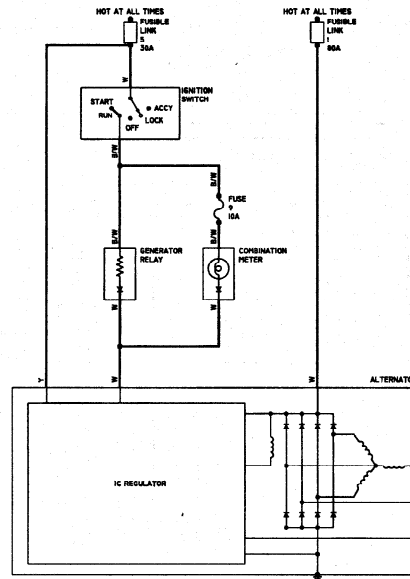 HOT AT ALL TIMES
FUSIBLE
LINK
5
30A
HOT AT ALL TIMES
FUSIBLE
LINK
1
80A
W
IGNITION
SWITCH
START
RUN
OFF
ACCY
LOCK
B/W
B/W
FUSE
9
10A
B/W
B/W
GENERATOR
RELAY
COMBINATION
METER
W
W
Y
W
W
ALTERNATO
IC REGULATOR